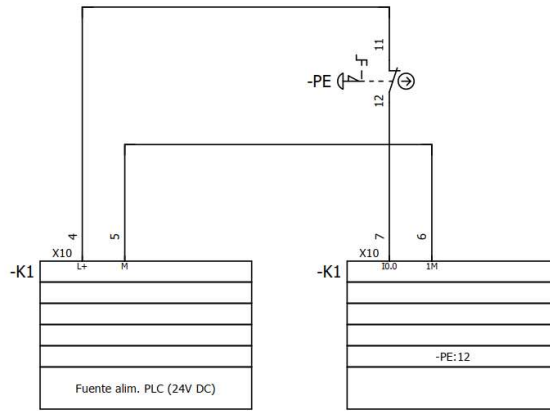 11
-PE
12
4
5
7
6
X10
X10
-K1
L+
M
-K1
I0.0
1M
-PE:12
Fuente alim. PLC (24V DC)